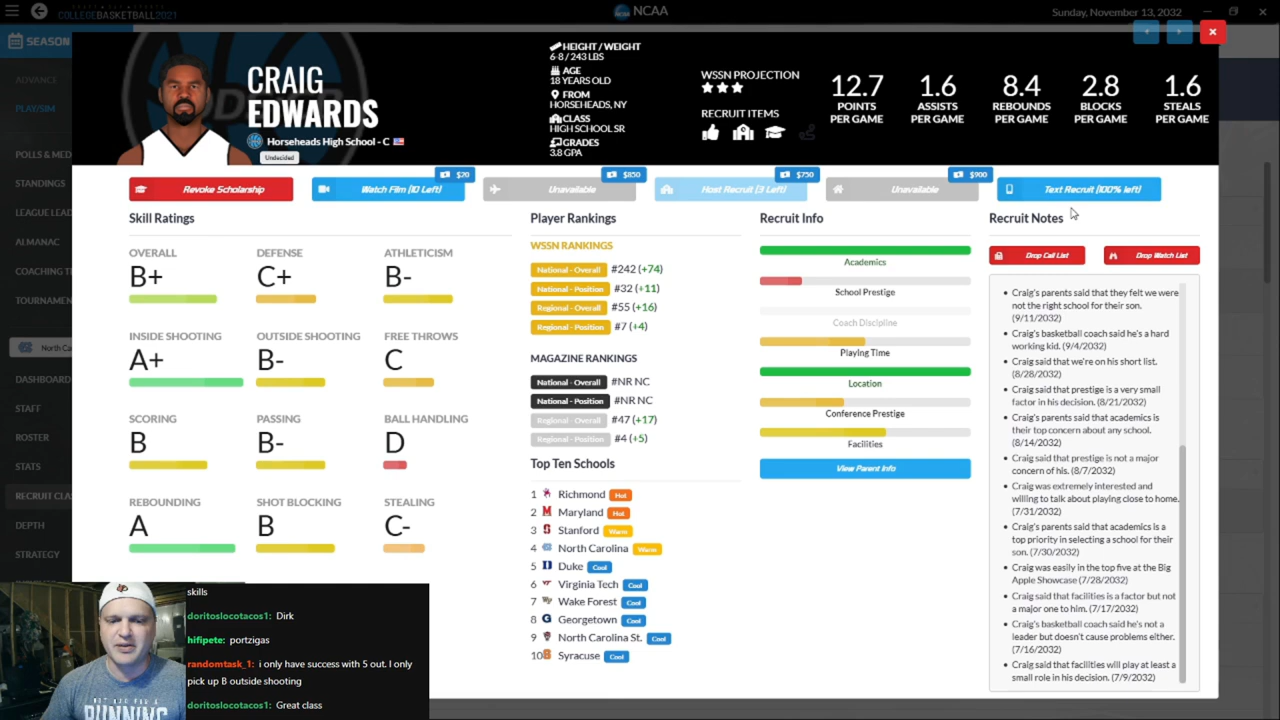 COLLEGEBASKETBALL2021
NCAA
Sunday, November 13, 2032
SEASON
ADVANCE
PLAY/SIM
POLLS & MED
STANDINGS
LEAGUE LEAD
ALMANAC
COACHING T
TOURNAMEN
North Ca
DASHBOARD
STAFF
ROSTER
STATS
RECRUIT CLA
DEPTH
STRATEGY
CRAIG
EDWARDS
Horseheads High School - C
Undecided
HEIGHT / WEIGHT
6-8 / 243 LBS
AGE
18 YEARS OLD
FROM
HORSEHEADS, NY
CLASS
HIGH SCHOOL SR
GRADES
3.8 GPA
WSSN PROJECTION
RECRUIT ITEMS
12.7
POINTS
PER GAME
1.6
ASSISTS
PER GAME
8.4
REBOUNDS
PER GAME
2.8
BLOCKS
PER GAME
1.6
STEALS
PER GAME
Revoke Scholarship
Watch Film (10 Left)
$20
Unavailable
$850
Host Recruit (3 Left)
$750
Unavailable
$900
Text Recruit (100% left)
Skill Ratings
OVERALL
B+
DEFENSE
C+
ATHLETICISM
B-
INSIDE SHOOTING
A+
OUTSIDE SHOOTING
B-
FREE THROWS
C
SCORING
B
PASSING
B-
BALL HANDLING
D
REBOUNDING
A
SHOT BLOCKING
B
STEALING
C-
Player Rankings
WSSN RANKINGS
National - Overall #242 (+74)
National - Position #32 (+11)
Regional - Overall #55 (+16)
Regional - Position #7 (+4)
MAGAZINE RANKINGS
National - Overall #NR NC
National - Position #NR NC
Regional - Overall #47 (+17)
Regional - Position #4 (+5)
Top Ten Schools
1 Richmond Hot
2 Maryland Hot
3 Stanford Warm
4 North Carolina Warm
5 Duke Cool
6 Virginia Tech Cool
7 Wake Forest Cool
8 Georgetown Cool
9 North Carolina St. Cool
10 Syracuse Cool
Recruit Info
Academics
School Prestige
Coach Discipline
Playing Time
Location
Conference Prestige
Facilities
View Parent Info
Recruit Notes
Drop Call List
Drop Watch List
Craig's parents said that they felt we were
not the right school for their son.
(9/11/2032)
Craig's basketball coach said he's a hard
working kid. (9/4/2032)
Craig said that we're on his short list.
(8/28/2032)
Craig said that prestige is a very small
factor in his decision. (8/21/2032)
Craig's parents said that academics is
their top concern about any school.
(8/14/2032)
Craig said that prestige is not a major
concern of his. (8/7/2032)
Craig was extremely interested and
willing to talk about playing close to home.
(7/31/2032)
Craig's parents said that academics is a
top priority in selecting a school for their
son. (7/30/2032)
Craig was easily in the top five at the Big
Apple Showcase (7/28/2032)
Craig said that facilities is a factor but not
a major one to him. (7/17/2032)
Craig's basketball coach said he's not a
leader but doesn't cause problems either.
(7/16/2032)
Craig said that facilities will play at least a
small role in his decision. (7/9/2032)
skills
doritoslocotacos1: Dirk
hifipete: portzigas
randomtask_1: i only have success with 5 out. I only
pick up B outside shooting
doritoslocotacos1: Great class
RUNNING